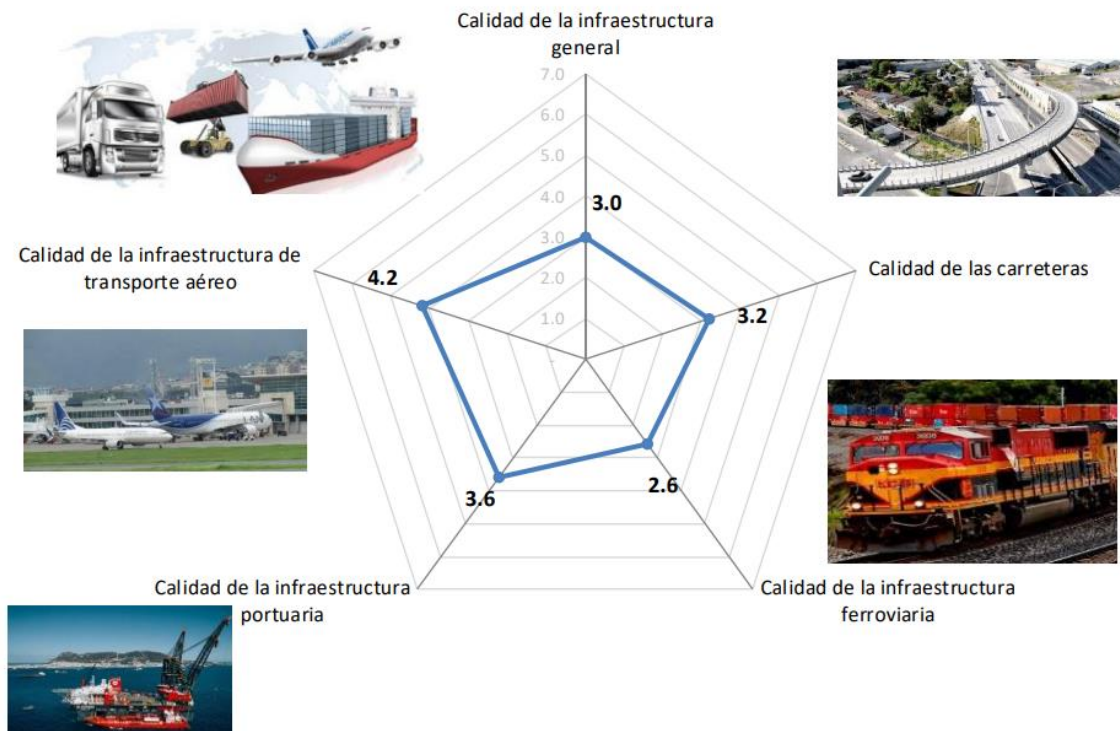 Calidad de la infraestructura
general
7.0
6.0
5.0
4.0
3.0
2.0
1.0
-
3.0
Calidad de las carreteras
3.2
Calidad de la infraestructura
ferroviaria
2.6
Calidad de la infraestructura
portuaria
3.6
Calidad de la infraestructura de
transporte aéreo
4.2